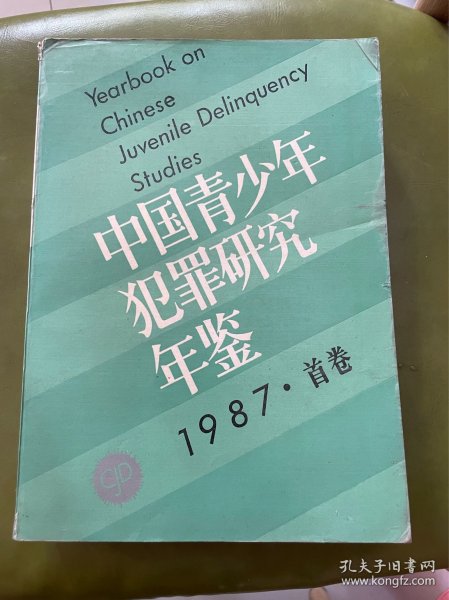 Yearbook on
Chinese
Juvenile Delinquency
Studies
中国青少年
犯罪研究
年鉴
1987·首卷
cjp
孔夫子旧书网
www.kongfz.com